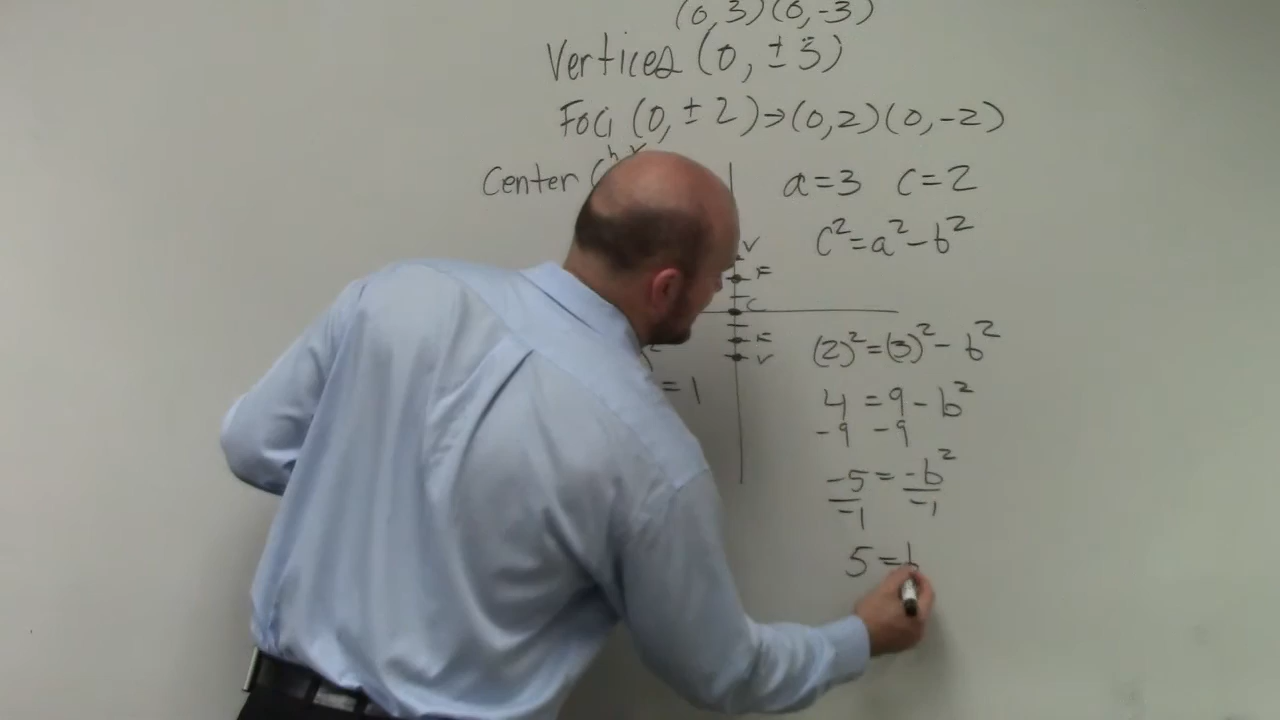 (0,3)(0,-3)
Vertices (0, ±3)
Foci (0, ±2)→(0,2)(0,-2)
Center (h
a=3 c=2
c²=a²-b²
V
F
C
F
V
(2)²=(3)²-b²
= 1
4=9-b²
-9 -9
-5=-b²
-1 -1
5=b